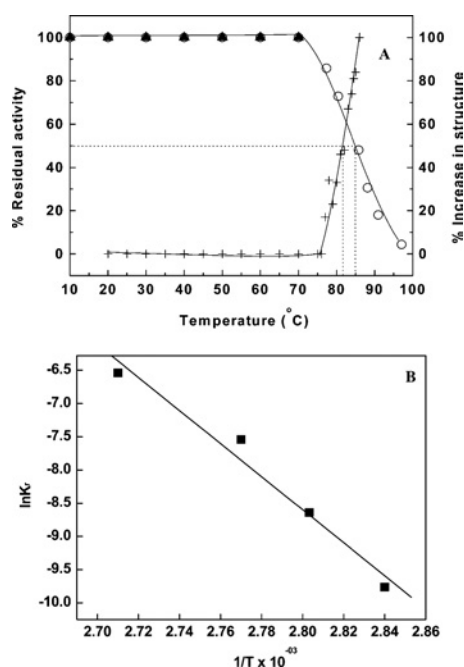 A
100
80
60
40
20
0
% Residual activity
100
80
60
40
20
0
% Increase in structure
10 20 30 40 50 60 70 80 90 100
Temperature (°C)
B
-6.5
-7.0
-7.5
-8.0
-8.5
-9.0
-9.5
-10.0
lnKr
2.70 2.72 2.74 2.76 2.78 2.80 2.82 2.84 2.86
1/T x 10⁻⁰³